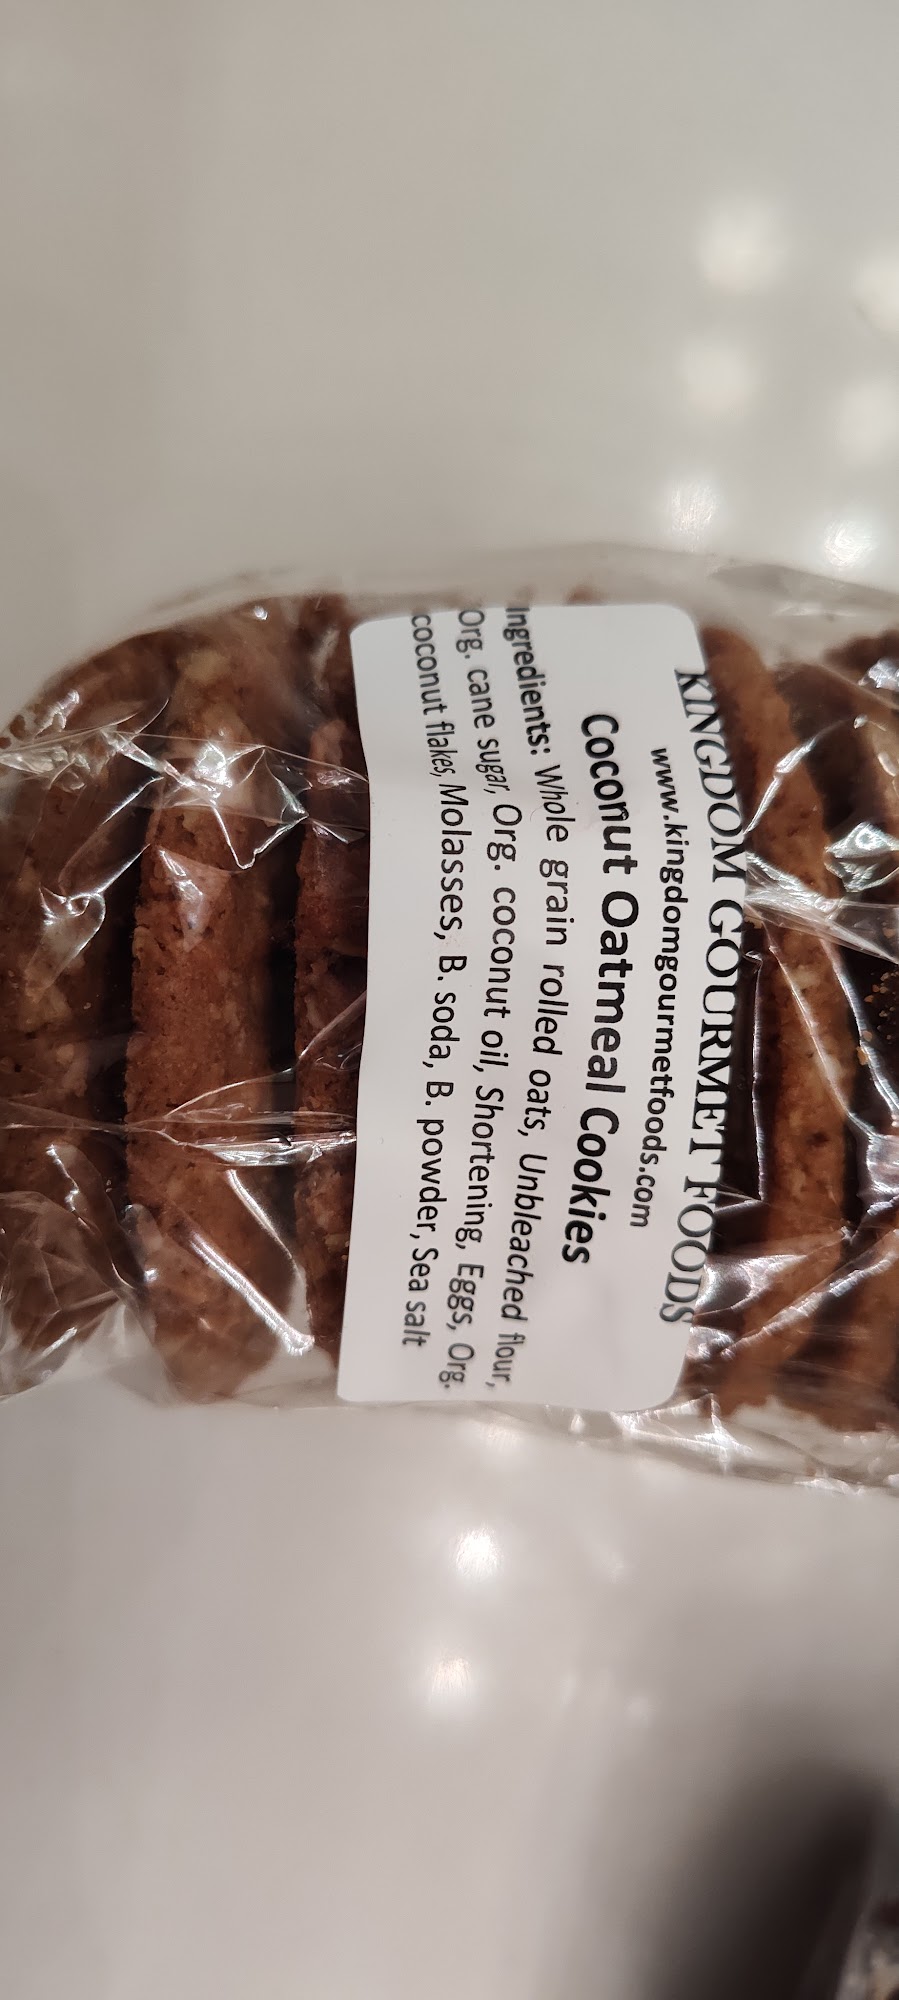 KINGDOM GOURMET FOODS
www.kingdomgourmetfoods.com
Coconut Oatmeal Cookies
Ingredients: Whole grain rolled oats, Unbleached flour,
Org. cane sugar, Org. coconut oil, Shortening, Eggs, Org.
coconut flakes, Molasses, B. soda, B. powder, Sea salt